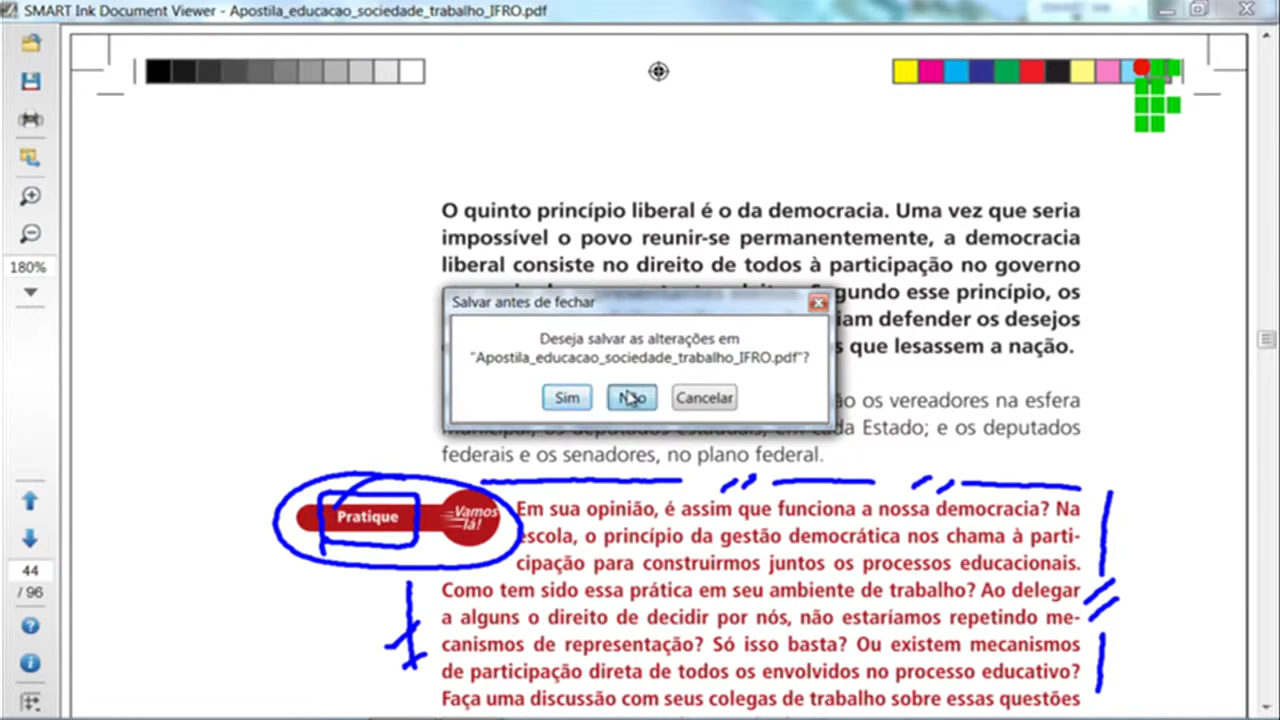 SMART Ink Document Viewer - Apostila_educacao_sociedade_trabalho_IFRO.pdf
180%
44
/ 96
O quinto princípio liberal é o da democracia. Uma vez que seria
impossível o povo reunir-se permanentemente, a democracia
liberal consiste no direito de todos à participação no governo
Segundo esse princípio, os
defender os desejos
que lesassem a nação.
Salvar antes de fechar
Deseja salvar as alterações em
"Apostila_educacao_sociedade_trabalho_IFRO.pdf"?
Sim
Não
Cancelar
os vereadores na esfera
municipal, os deputados estaduais, em cada Estado; e os deputados
federais e os senadores, no plano federal.
Pratique
Vamos
lá!
Em sua opinião, é assim que funciona a nossa democracia? Na
escola, o princípio da gestão democrática nos chama à parti-
cipação para construirmos juntos os processos educacionais.
Como tem sido essa prática em seu ambiente de trabalho? Ao delegar
a alguns o direito de decidir por nós, não estaríamos repetindo me-
canismos de representação? Só isso basta? Ou existem mecanismos
de participação direta de todos os envolvidos no processo educativo?
Faça uma discussão com seus colegas de trabalho sobre essas questões